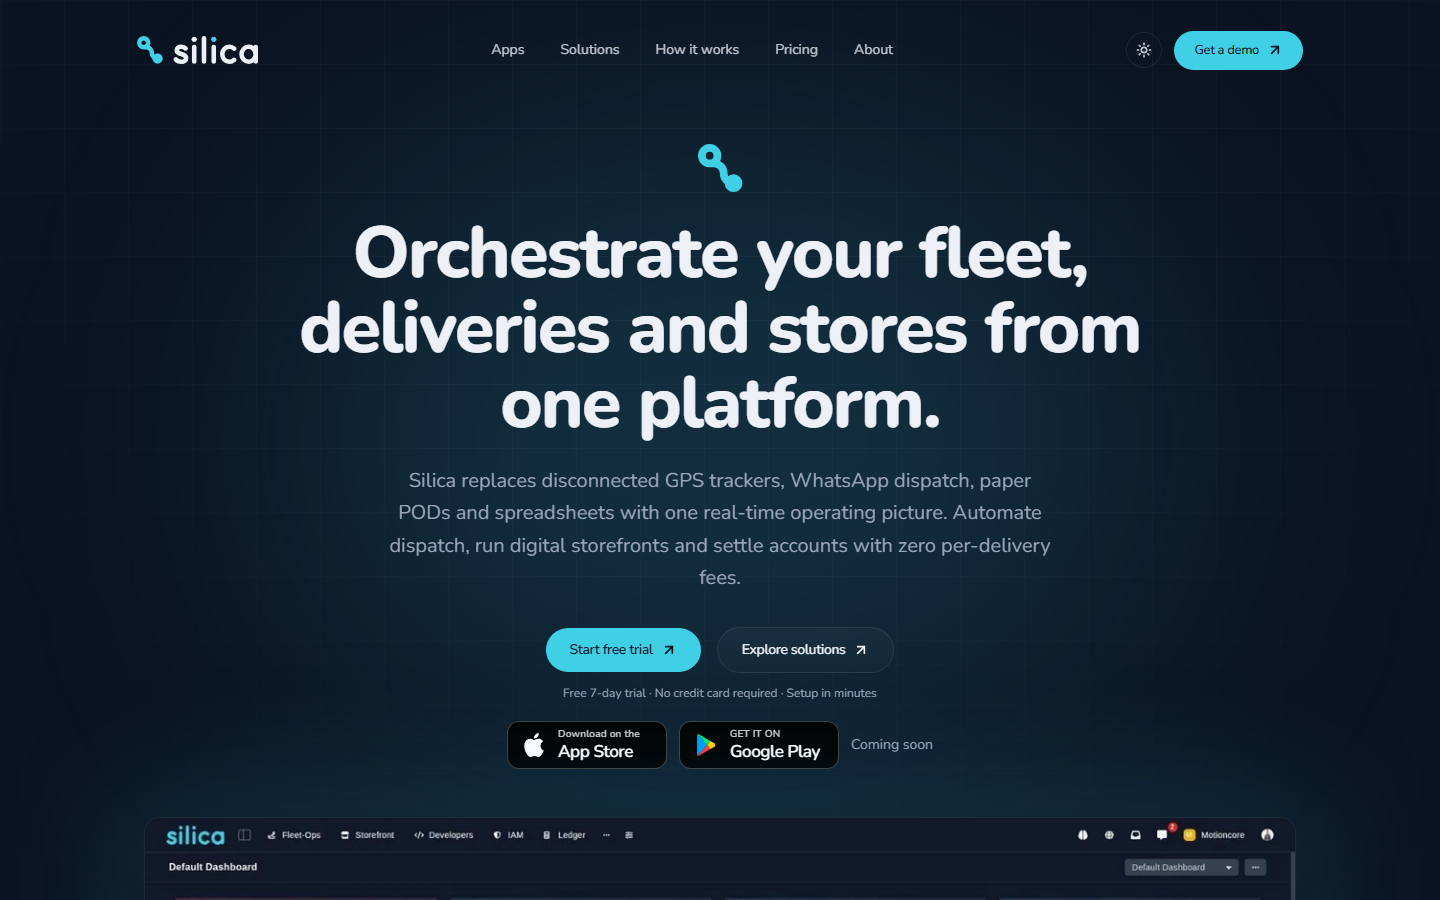 silica
Apps Solutions How it works Pricing About
Get a demo
Orchestrate your fleet,
deliveries and stores from
one platform.
Silica replaces disconnected GPS trackers, WhatsApp dispatch, paper
PODs and spreadsheets with one real-time operating picture. Automate
dispatch, run digital storefronts and settle accounts with zero per-delivery
fees.
Start free trial
Explore solutions
Free 7-day trial · No credit card required · Setup in minutes
Download on the
App Store
GET IT ON
Google Play
Coming soon
silica Fleet-Ops Storefront Developers IAM Ledger 2 Motioncore
Default Dashboard
Default Dashboard